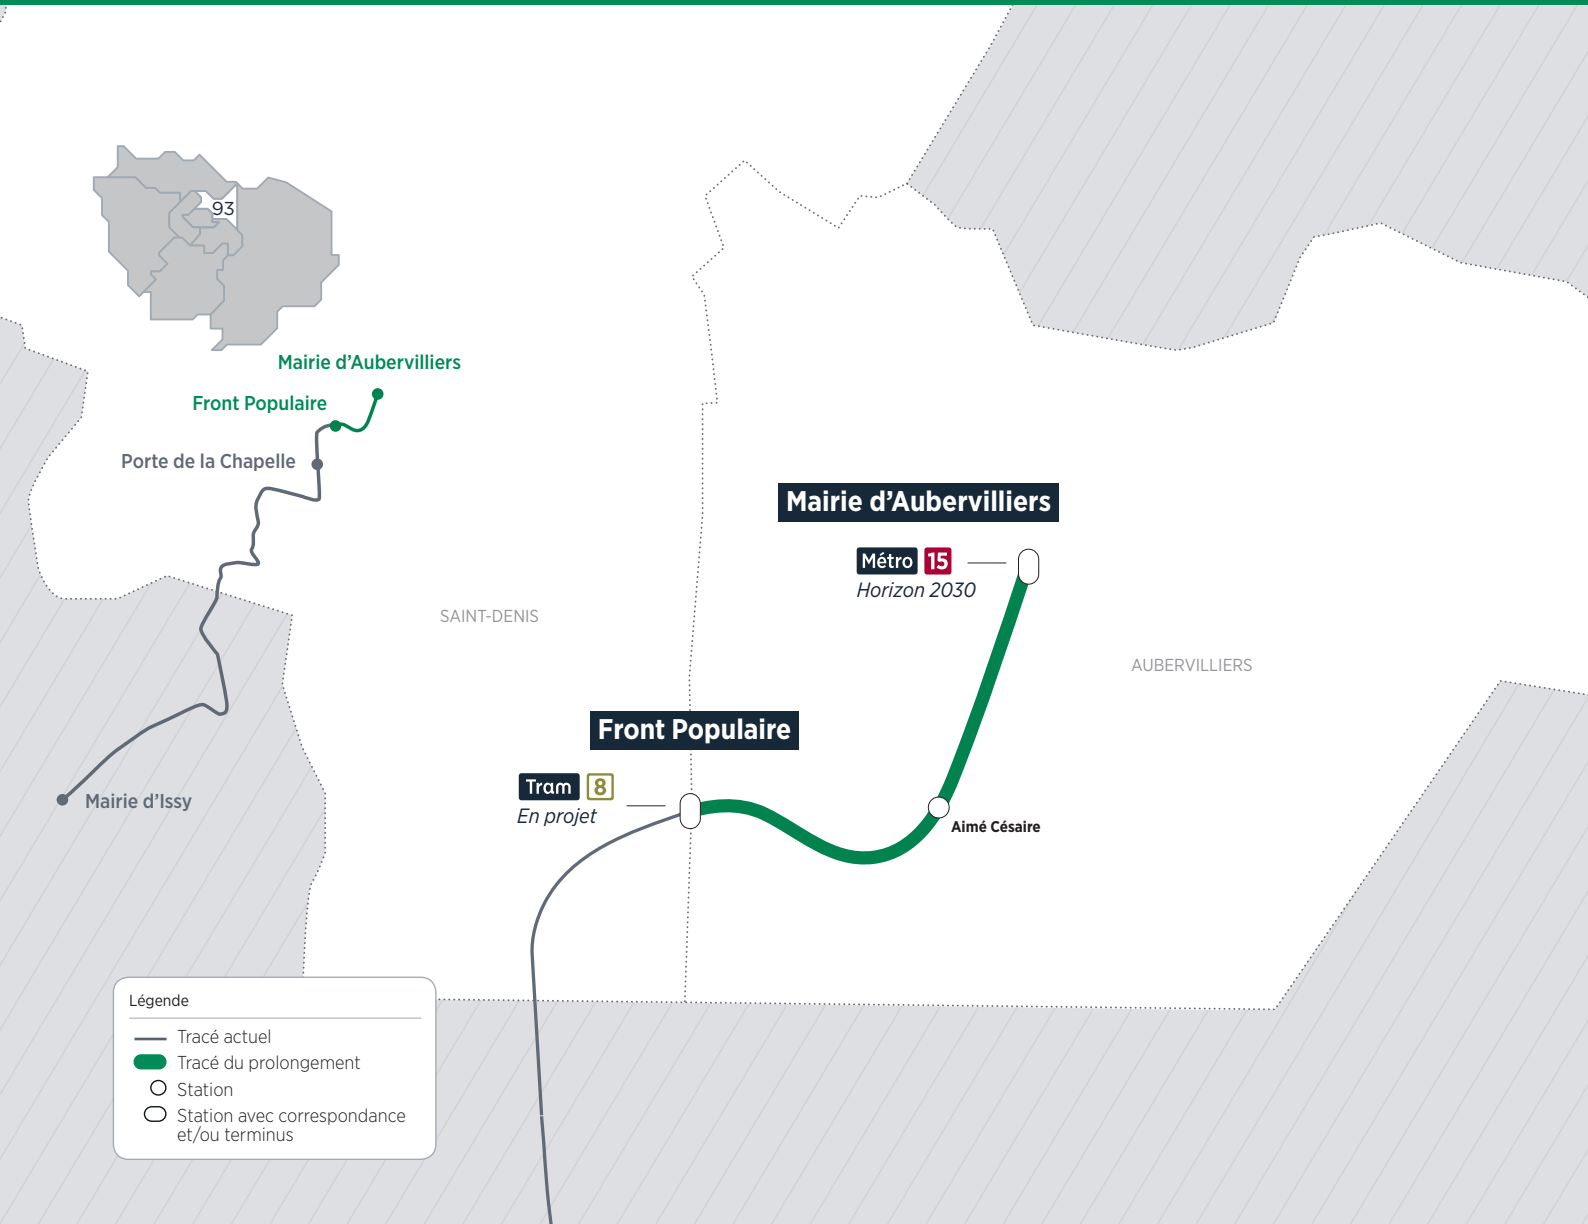 93
Mairie d’Aubervilliers
Front Populaire
Porte de la Chapelle
Mairie d’Issy
Mairie d’Aubervilliers
Métro 15
Horizon 2030
SAINT-DENIS
AUBERVILLIERS
Front Populaire
Tram 8
En projet
Aimé Césaire
Légende
Tracé actuel
Tracé du prolongement
Station
Station avec correspondance
et/ou terminus